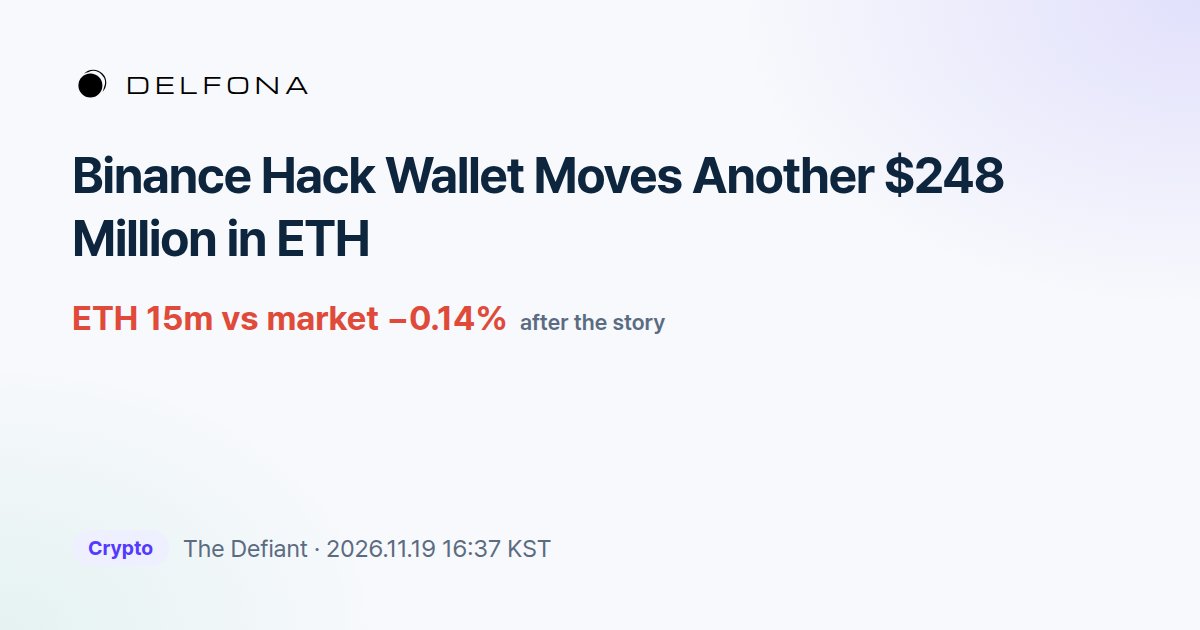 DELFONA
Binance Hack Wallet Moves Another $248
Million in ETH
ETH 15m vs market −0.14% after the story
Crypto The Defiant · 2026.11.19 16:37 KST